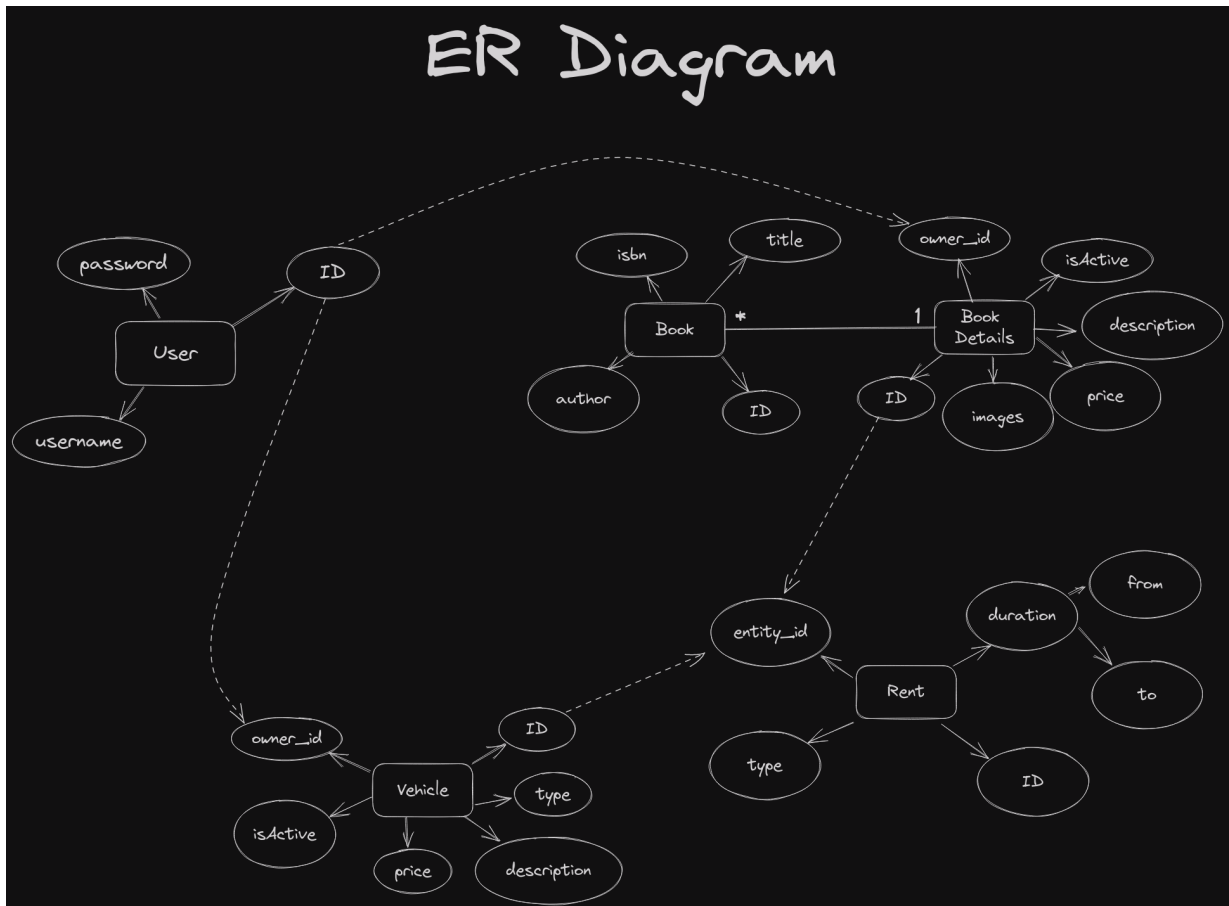 ER Diagram
password
ID
User
username
isbn
title
Book
*
1
author
ID
owner_id
isActive
Book
Details
description
ID
images
price
entity_id
duration
from
Rent
to
type
ID
owner_id
ID
Vehicle
type
isActive
price
description